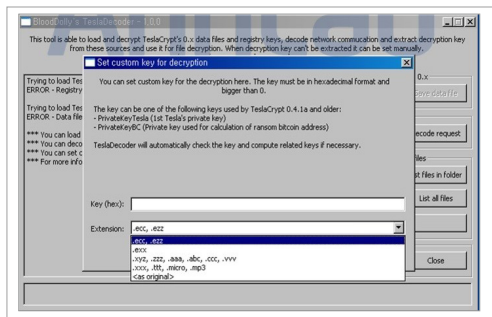 BloodDolly's TeslaDecoder - 1.0.0
This tool is able to load and decrypt TeslaCrypt's 0.x data files and registry keys, decode network commucation and extract decryption key
from these sources and use it for file decryption. When decryption key can't be extracted it can be set manually.
Set custom key for decryption
0.x
Trying to load Tes
ERROR - Registry
You can set custom key for the decryption here. The key must be in hexadecimal format and
bigger than 0.
Save data file
Trying to load Tes
ERROR - Data file
The key can be one of the following keys used by TeslaCrypt 0.4.1a and older:
- PrivateKeyTesla (1st Tesla's private key)
- PrivateKeyBC (Private key used for calculation of ransom bitcoin address)
*** You can load
*** You can deco
*** You can set c
*** For more info
ecode request
TeslaDecoder will automatically check the key and compute related keys if necessary.
files
st files in folder
Key (hex):
List all files
Extension:
.ecc, .ezz
.ecc, .ezz
.exx
.xyz, .zzz, .aaa, .abc, .ccc, .vvv
.xxx, .ttt, .micro, .mp3
<as original>
Close